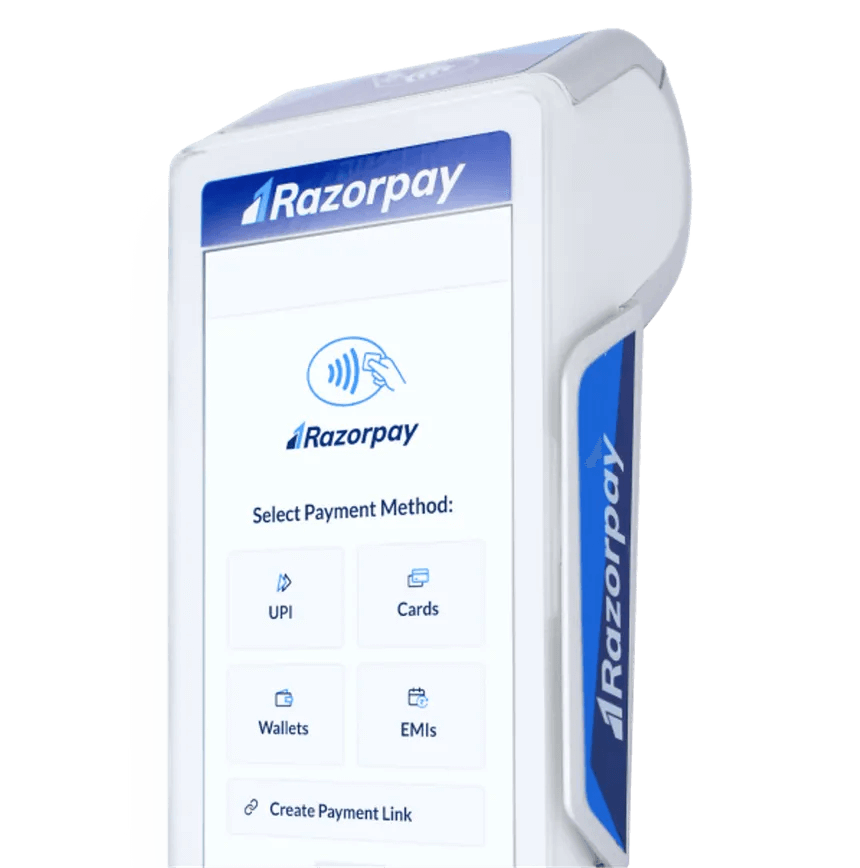 Razorpay
Razorpay
Select Payment Method:
UPI
Cards
Wallets
EMIs
Create Payment Link
Razorpay